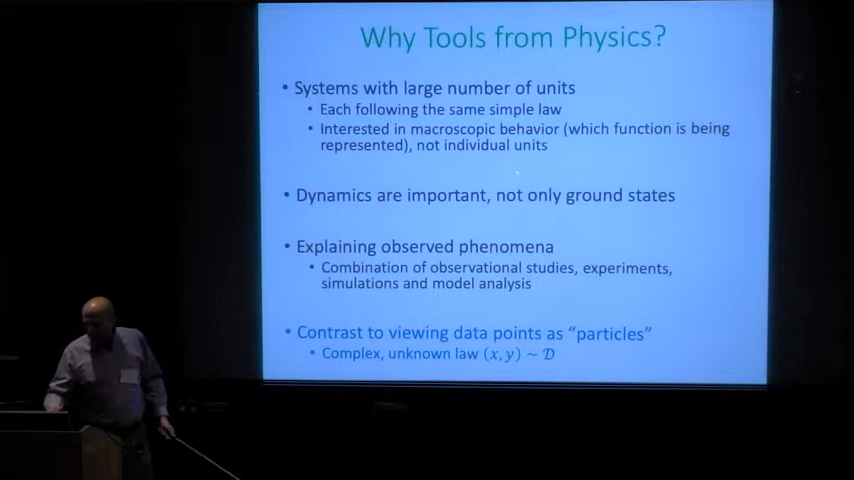 Why Tools from Physics?
• Systems with large number of units
• Each following the same simple law
• Interested in macroscopic behavior (which function is being
represented), not individual units
• Dynamics are important, not only ground states
• Explaining observed phenomena
• Combination of observational studies, experiments,
simulations and model analysis
• Contrast to viewing data points as “particles”
• Complex, unknown law (x, y) ~ 𝒟